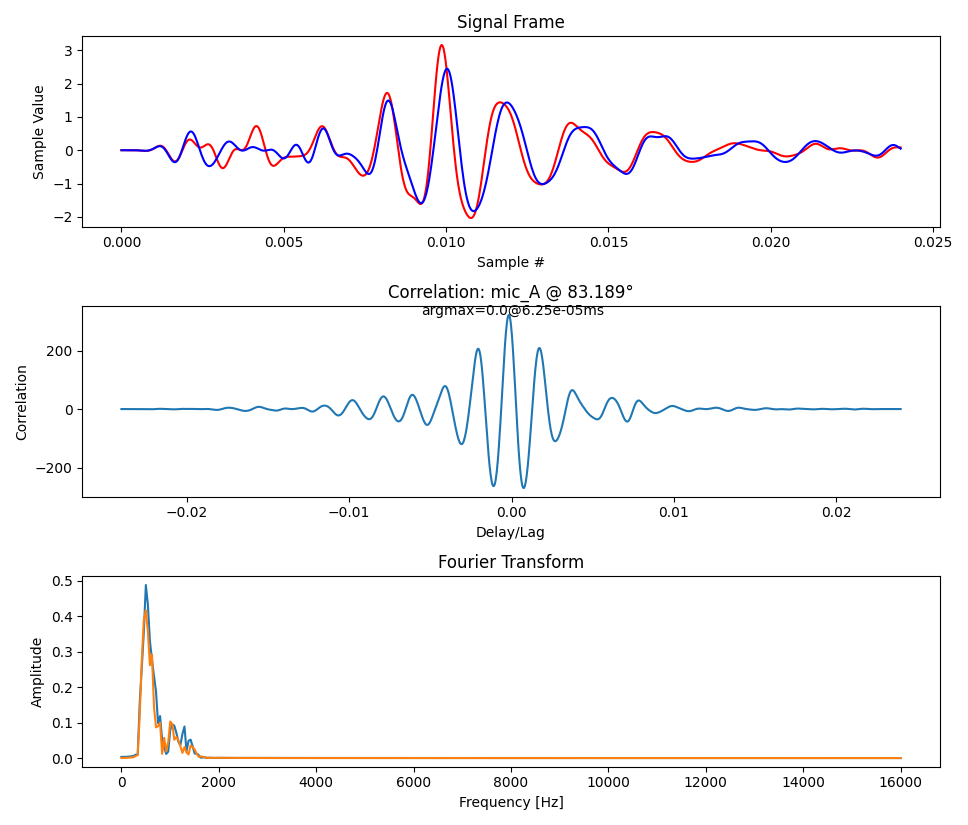 Signal Frame
3
2
1
0
−1
−2
Sample Value
0.000 0.005 0.010 0.015 0.020 0.025
Sample #
Correlation: mic_A @ 83.189°
argmax=0.0@6.25e-05ms
200
0
−200
Correlation
−0.02 −0.01 0.00 0.01 0.02
Delay/Lag
Fourier Transform
0.5
0.4
0.3
0.2
0.1
0.0
Amplitude
0 2000 4000 6000 8000 10000 12000 14000 16000
Frequency [Hz]